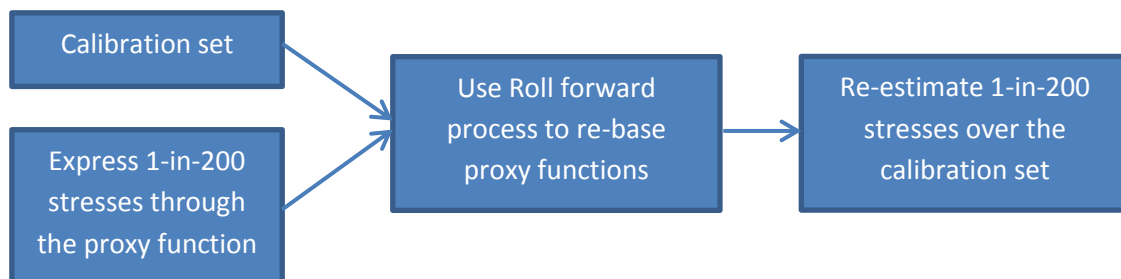 Calibration set
Express 1-in-200
stresses through
the proxy function
Use Roll forward
process to re-base
proxy functions
Re-estimate 1-in-200
stresses over the
calibration set